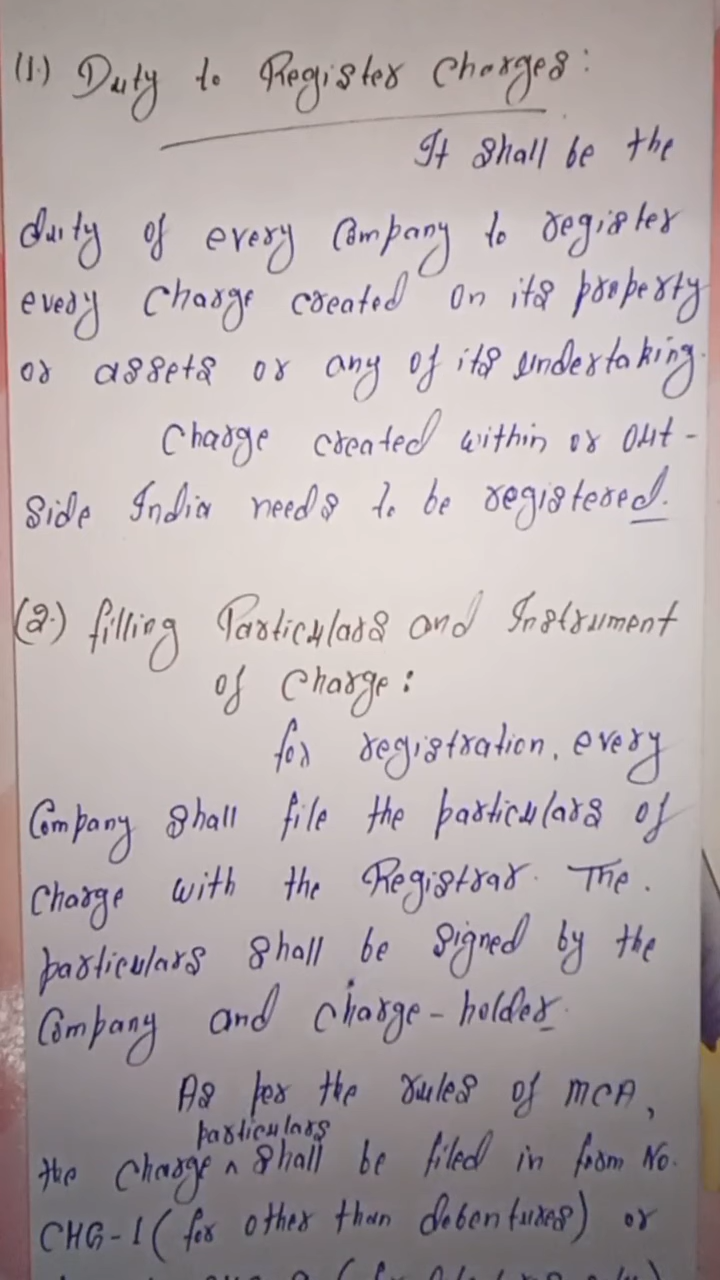 (1.) Duty to Register Charges:
It shall be the
duty of every Company to register
every Charge created on its property
or assets or any of its undertaking.
Charge created within or out-
side India needs to be registered.
(2.) filling Particulars and Instrument
of Charge:
for registration, every
Company shall file the particulars of
Charge with the Registrar. The.
particulars shall be signed by the
Company and charge-holder.
As per the rules of MCA,
particulars
the Charge ^ shall be filed in form No.
CHG-1 (for other than debentures) or